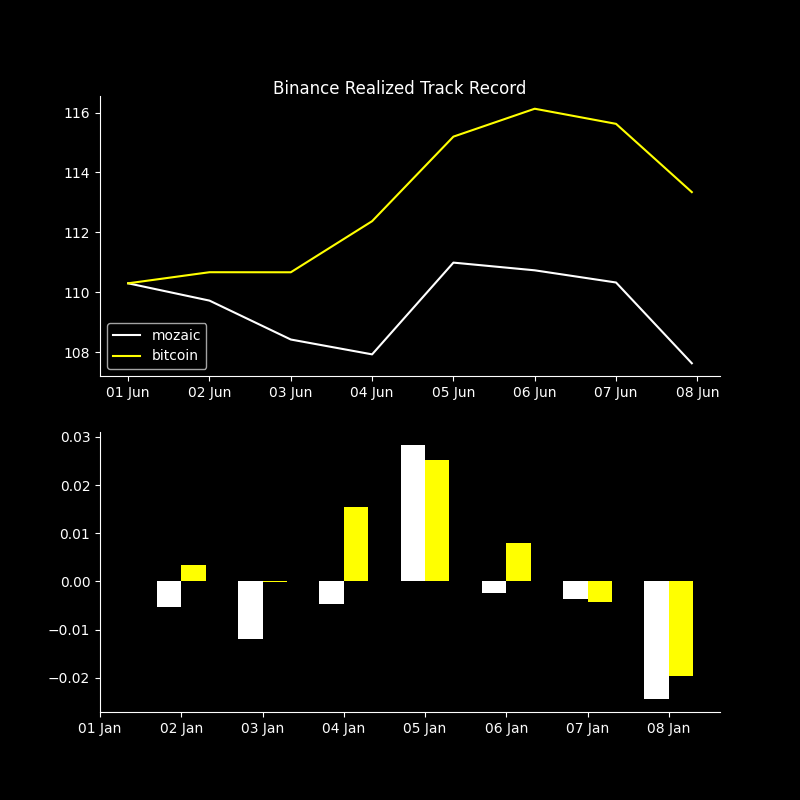 Binance Realized Track Record
116
114
112
110
108
mozaic
bitcoin
01 Jun 02 Jun 03 Jun 04 Jun 05 Jun 06 Jun 07 Jun 08 Jun
0.03
0.02
0.01
0.00
−0.01
−0.02
01 Jan 02 Jan 03 Jan 04 Jan 05 Jan 06 Jan 07 Jan 08 Jan